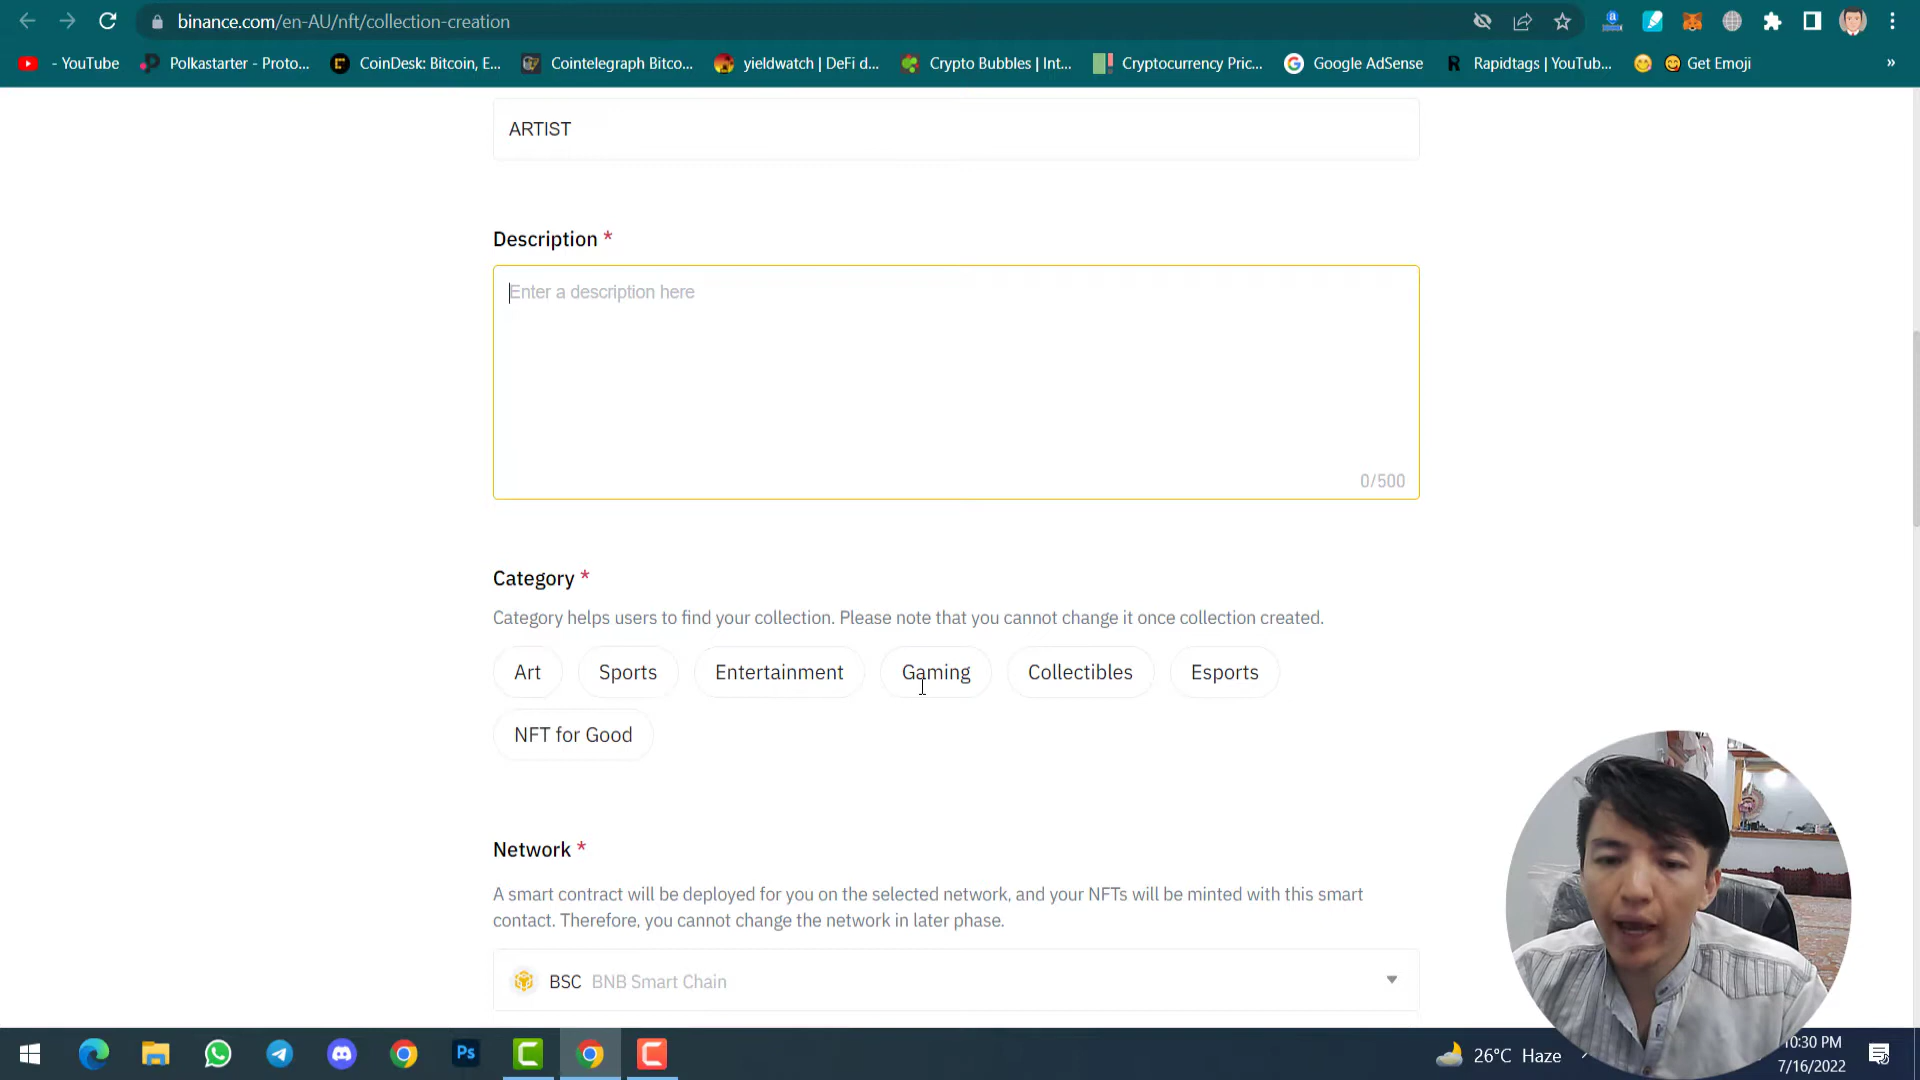 binance.com/en-AU/nft/collection-creation
- YouTube
Polkastarter - Proto...
CoinDesk: Bitcoin, E...
Cointelegraph Bitco...
yieldwatch | DeFi d...
Crypto Bubbles | Int...
Cryptocurrency Pric...
Google AdSense
Rapidtags | YouTub...
Get Emoji
»
ARTIST
Description *
Enter a description here
0/500
Category *
Category helps users to find your collection. Please note that you cannot change it once collection created.
Art
Sports
Entertainment
Gaming
Collectibles
Esports
NFT for Good
Network *
A smart contract will be deployed for you on the selected network, and your NFTs will be minted with this smart
contact. Therefore, you cannot change the network in later phase.
BSC BNB Smart Chain
Ps
26°C Haze
10:30 PM
7/16/2022